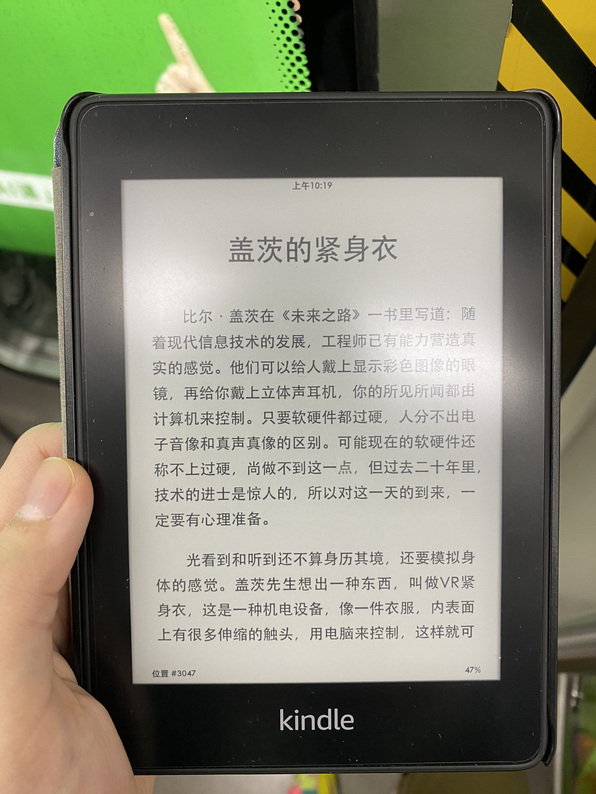 上午10:19
盖茨的紧身衣
比尔·盖茨在《未来之路》一书里写道：随
着现代信息技术的发展，工程师已有能力营造真
实的感觉。他们可以给人戴上显示彩色图像的眼
镜，再给你戴上立体声耳机，你的所见所闻都由
计算机来控制。只要软硬件都过硬，人分不出电
子音像和真声真像的区别。可能现在的软硬件还
称不上过硬，尚做不到这一点，但过去二十年里，
技术的进士是惊人的，所以对这一天的到来，一
定要有心理准备。
光看到和听到还不算身历其境，还要模拟身
体的感觉。盖茨先生想出一种东西，叫做VR紧
身衣，这是一种机电设备，像一件衣服，内表面
上有很多伸缩的触头，用电脑来控制，这样就可
位置 #3047
47%
kindle